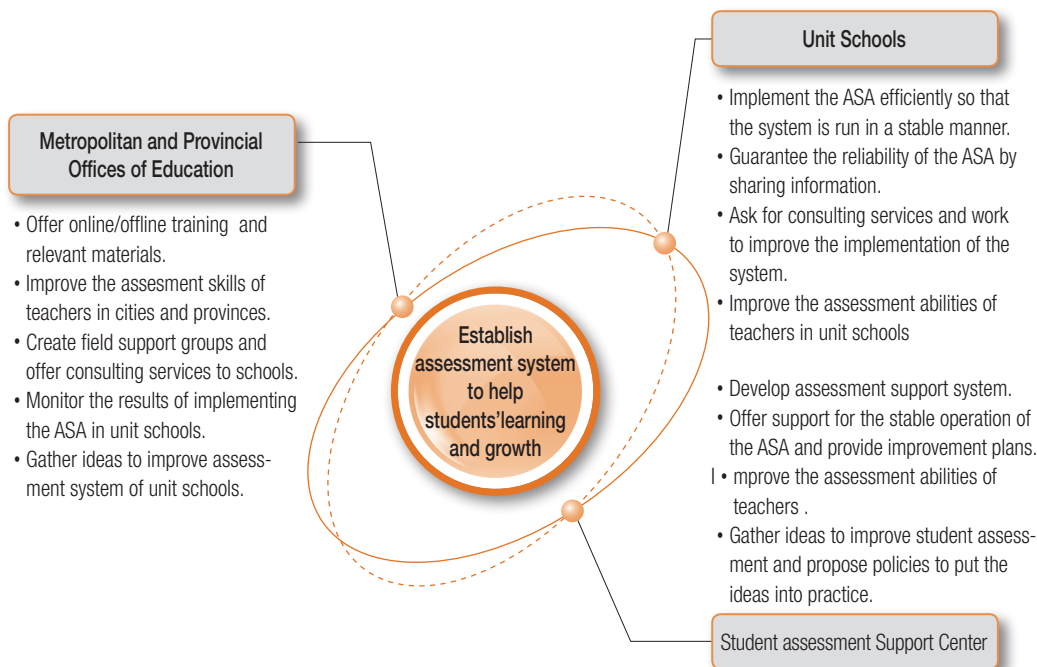 Metropolitan and Provincial
Offices of Education
• Offer online/offline training and
relevant materials.
• Improve the assesment skills of
teachers in cities and provinces.
• Create field support groups and
offer consulting services to schools.
• Monitor the results of implementing
the ASA in unit schools.
• Gather ideas to improve assess-
ment system of unit schools.
Establish
assessment system
to help
students'learning
and growth
Unit Schools
• Implement the ASA efficiently so that
the system is run in a stable manner.
• Guarantee the reliability of the ASA by
sharing information.
• Ask for consulting services and work
to improve the implementation of the
system.
• Improve the assessment abilities of
teachers in unit schools
• Develop assessment support system.
• Offer support for the stable operation of
the ASA and provide improvement plans.
I • mprove the assessment abilities of
teachers .
• Gather ideas to improve student assess-
ment and propose policies to put the
ideas into practice.
Student assessment Support Center